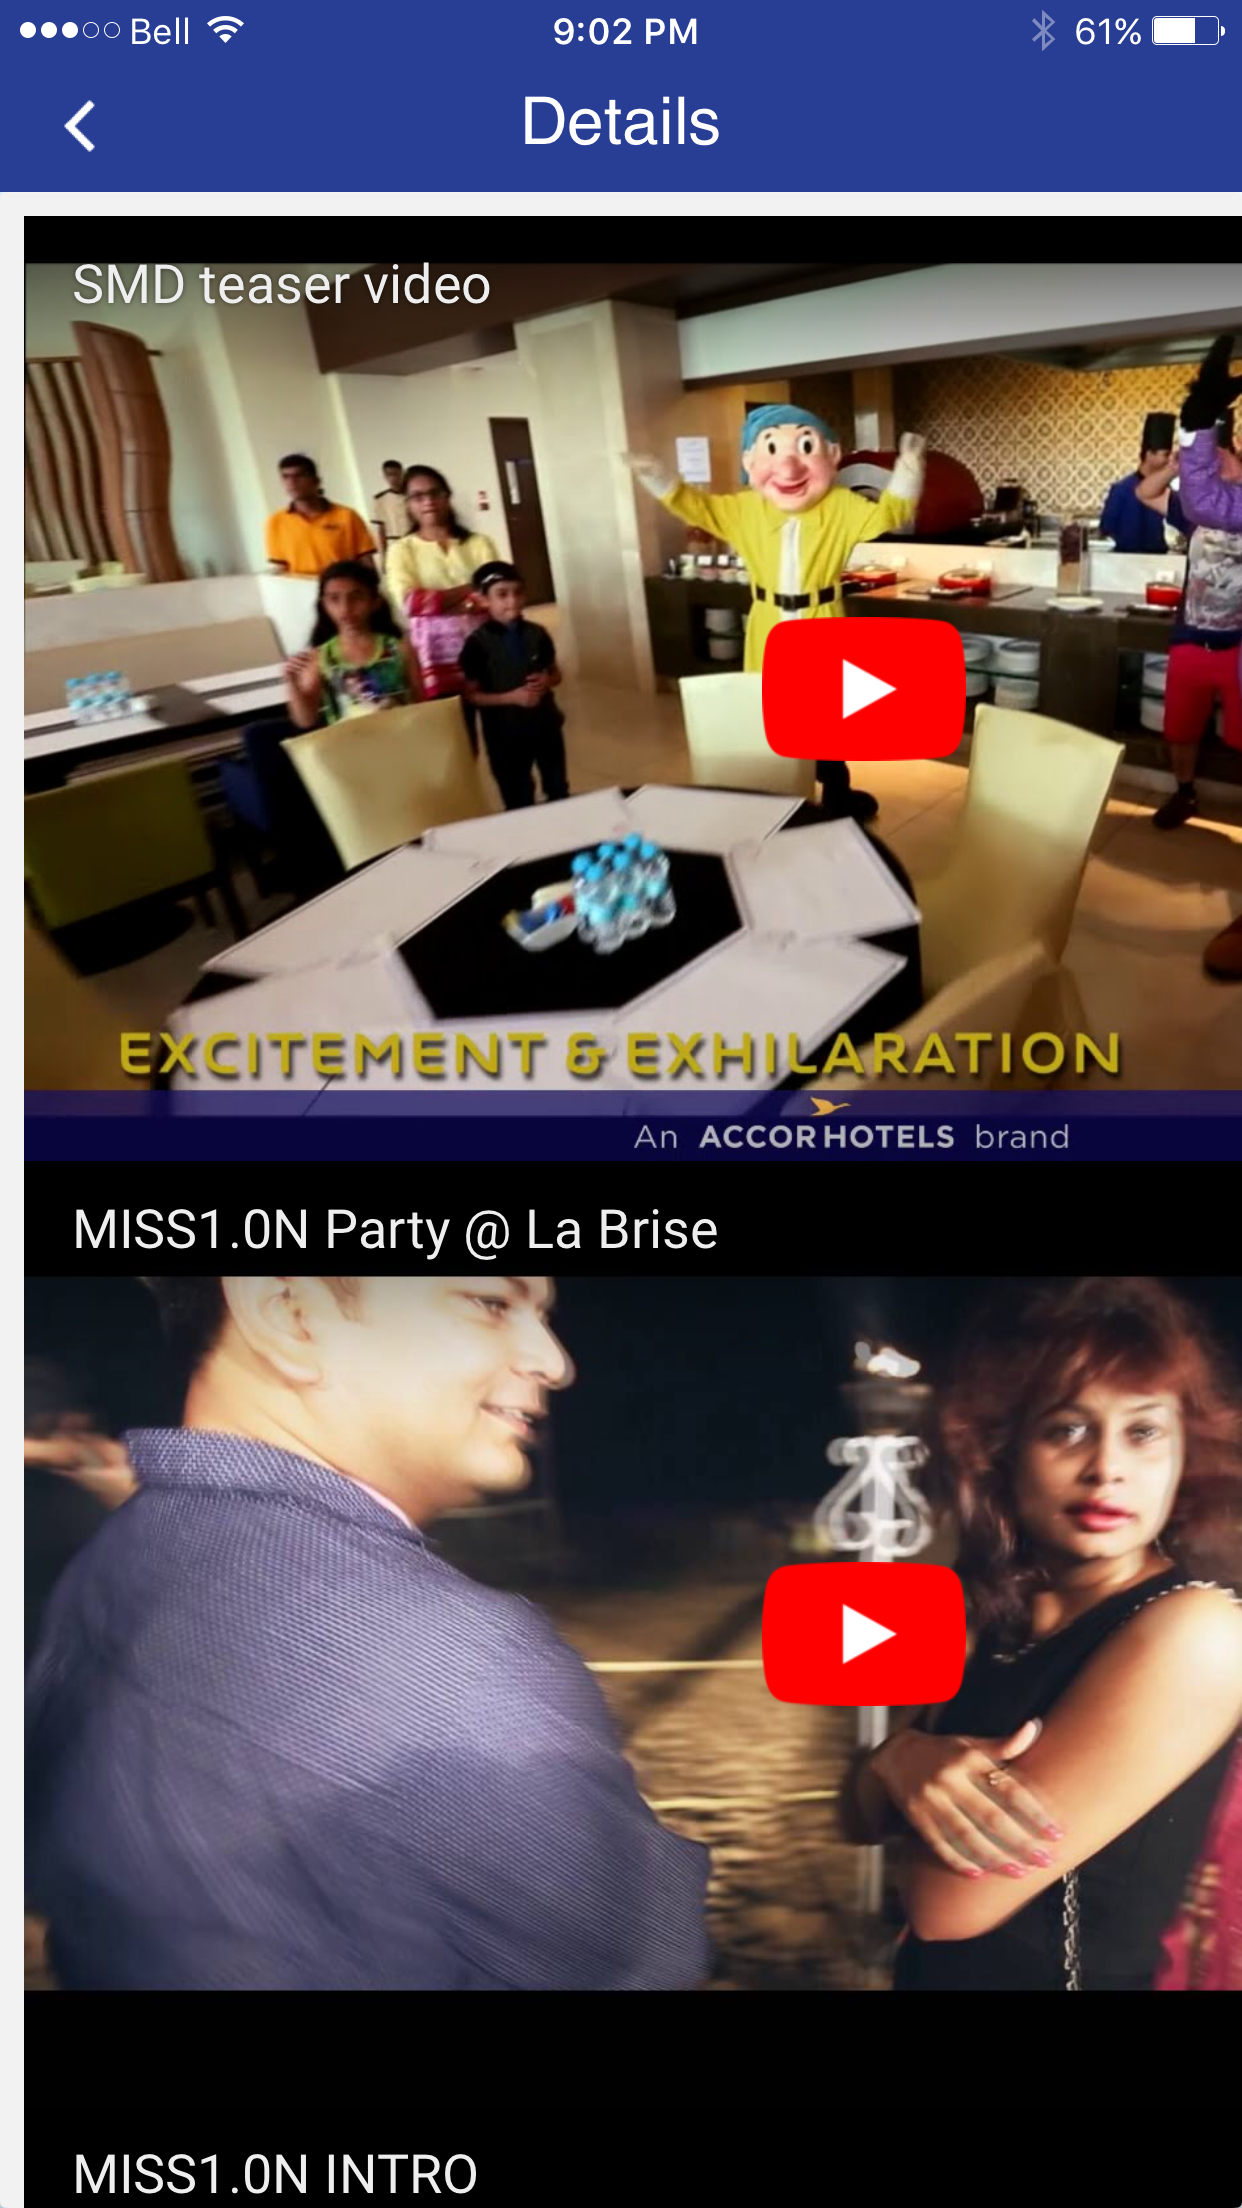 Bell 9:02 PM 61%
Details
SMD teaser video
EXCITEMENT & EXHILARATION
An ACCORHOTELS brand
MISS1.0N Party @ La Brise
MISS1.0N INTRO